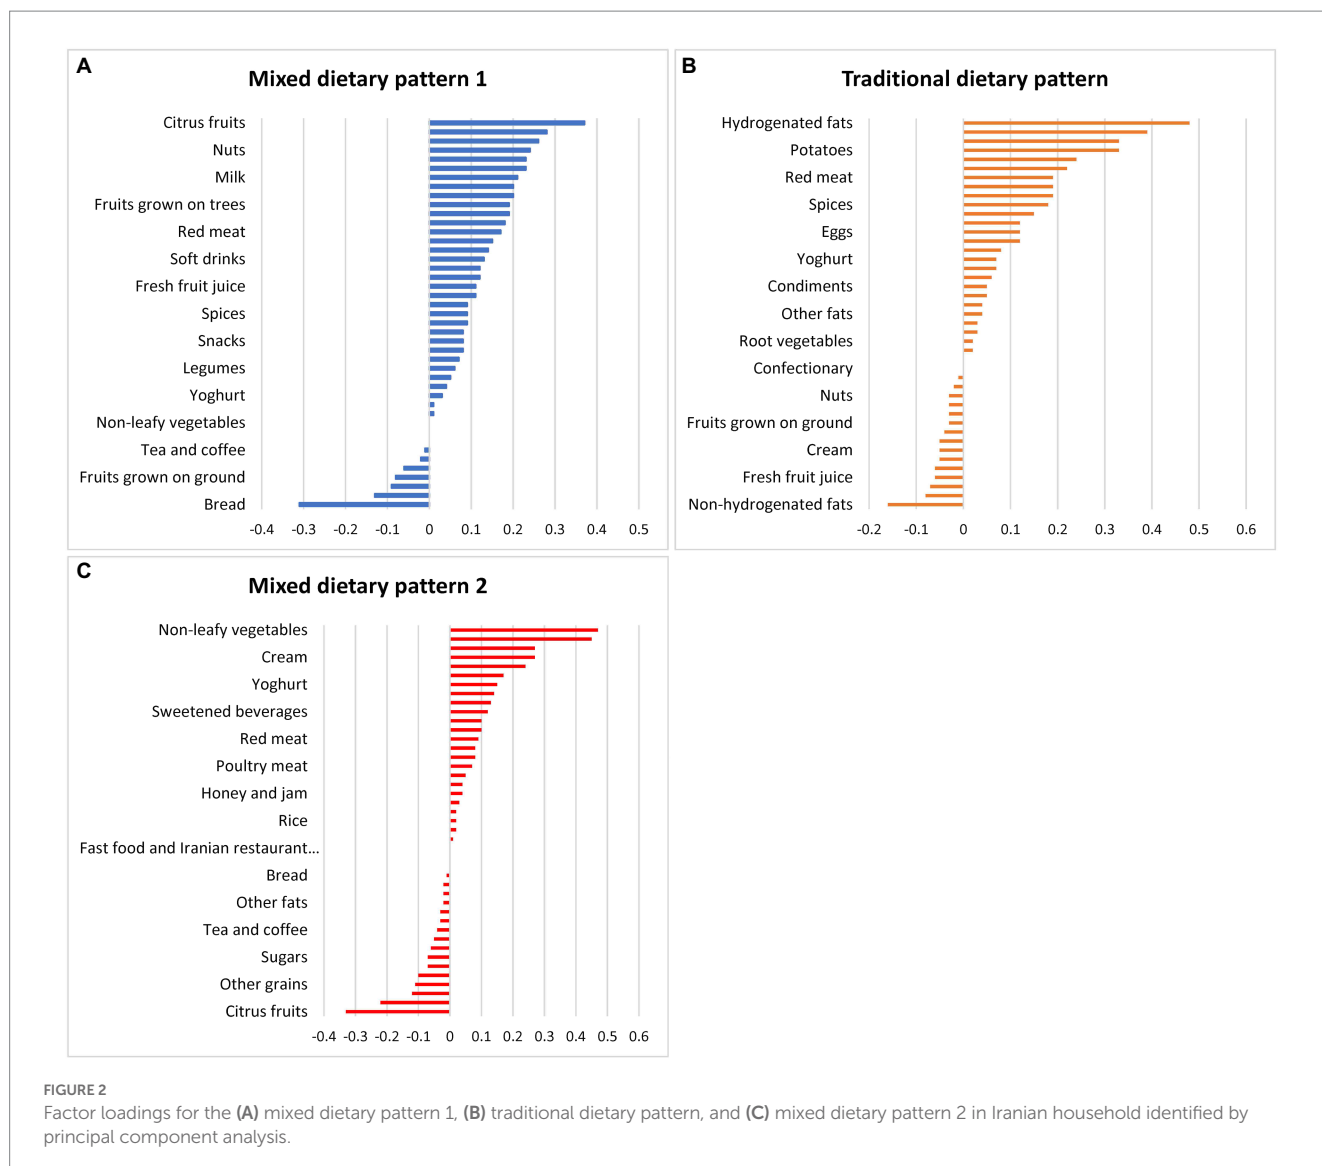 A
Mixed dietary pattern 1
Citrus fruits
Nuts
Milk
Fruits grown on trees
Red meat
Soft drinks
Fresh fruit juice
Spices
Snacks
Legumes
Yoghurt
Non-leafy vegetables
Tea and coffee
Fruits grown on ground
Bread
-0.4 -0.3 -0.2 -0.1 0 0.1 0.2 0.3 0.4 0.5
B
Traditional dietary pattern
Hydrogenated fats
Potatoes
Red meat
Spices
Eggs
Yoghurt
Condiments
Other fats
Root vegetables
Confectionary
Nuts
Fruits grown on ground
Cream
Fresh fruit juice
Non-hydrogenated fats
-0.2 -0.1 0 0.1 0.2 0.3 0.4 0.5 0.6
C
Mixed dietary pattern 2
Non-leafy vegetables
Cream
Yoghurt
Sweetened beverages
Red meat
Poultry meat
Honey and jam
Rice
Fast food and Iranian restaurant...
Bread
Other fats
Tea and coffee
Sugars
Other grains
Citrus fruits
-0.4 -0.3 -0.2 -0.1 0 0.1 0.2 0.3 0.4 0.5 0.6
FIGURE 2
Factor loadings for the (A) mixed dietary pattern 1, (B) traditional dietary pattern, and (C) mixed dietary pattern 2 in Iranian household identified by
principal component analysis.